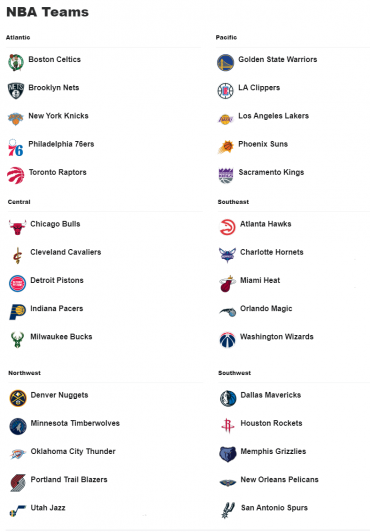 NBA Teams
Atlantic
Boston Celtics
Brooklyn Nets
New York Knicks
Philadelphia 76ers
Toronto Raptors
Pacific
Golden State Warriors
LA Clippers
Los Angeles Lakers
Phoenix Suns
Sacramento Kings
Central
Chicago Bulls
Cleveland Cavaliers
Detroit Pistons
Indiana Pacers
Milwaukee Bucks
Southeast
Atlanta Hawks
Charlotte Hornets
Miami Heat
Orlando Magic
Washington Wizards
Northwest
Denver Nuggets
Minnesota Timberwolves
Oklahoma City Thunder
Portland Trail Blazers
Utah Jazz
Southwest
Dallas Mavericks
Houston Rockets
Memphis Grizzlies
New Orleans Pelicans
San Antonio Spurs